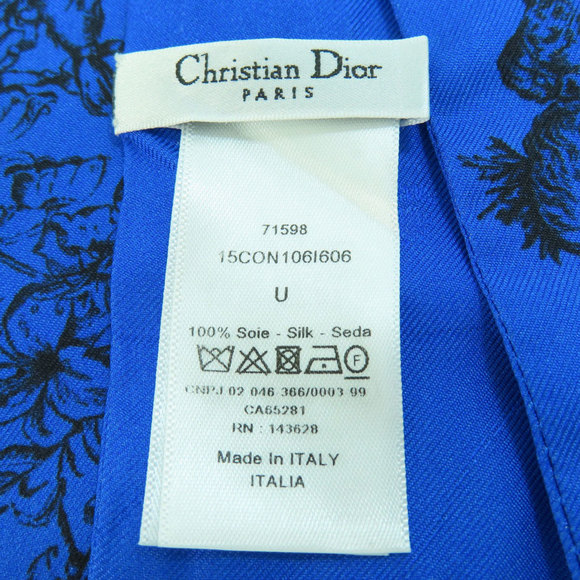 Christian Dior
PARIS
71598
15CON106I606
U
100% Soie - Silk - Seda
F
CNPJ 02 046 366/0003 99
CA65281
RN : 143628
Made In ITALY
ITALIA